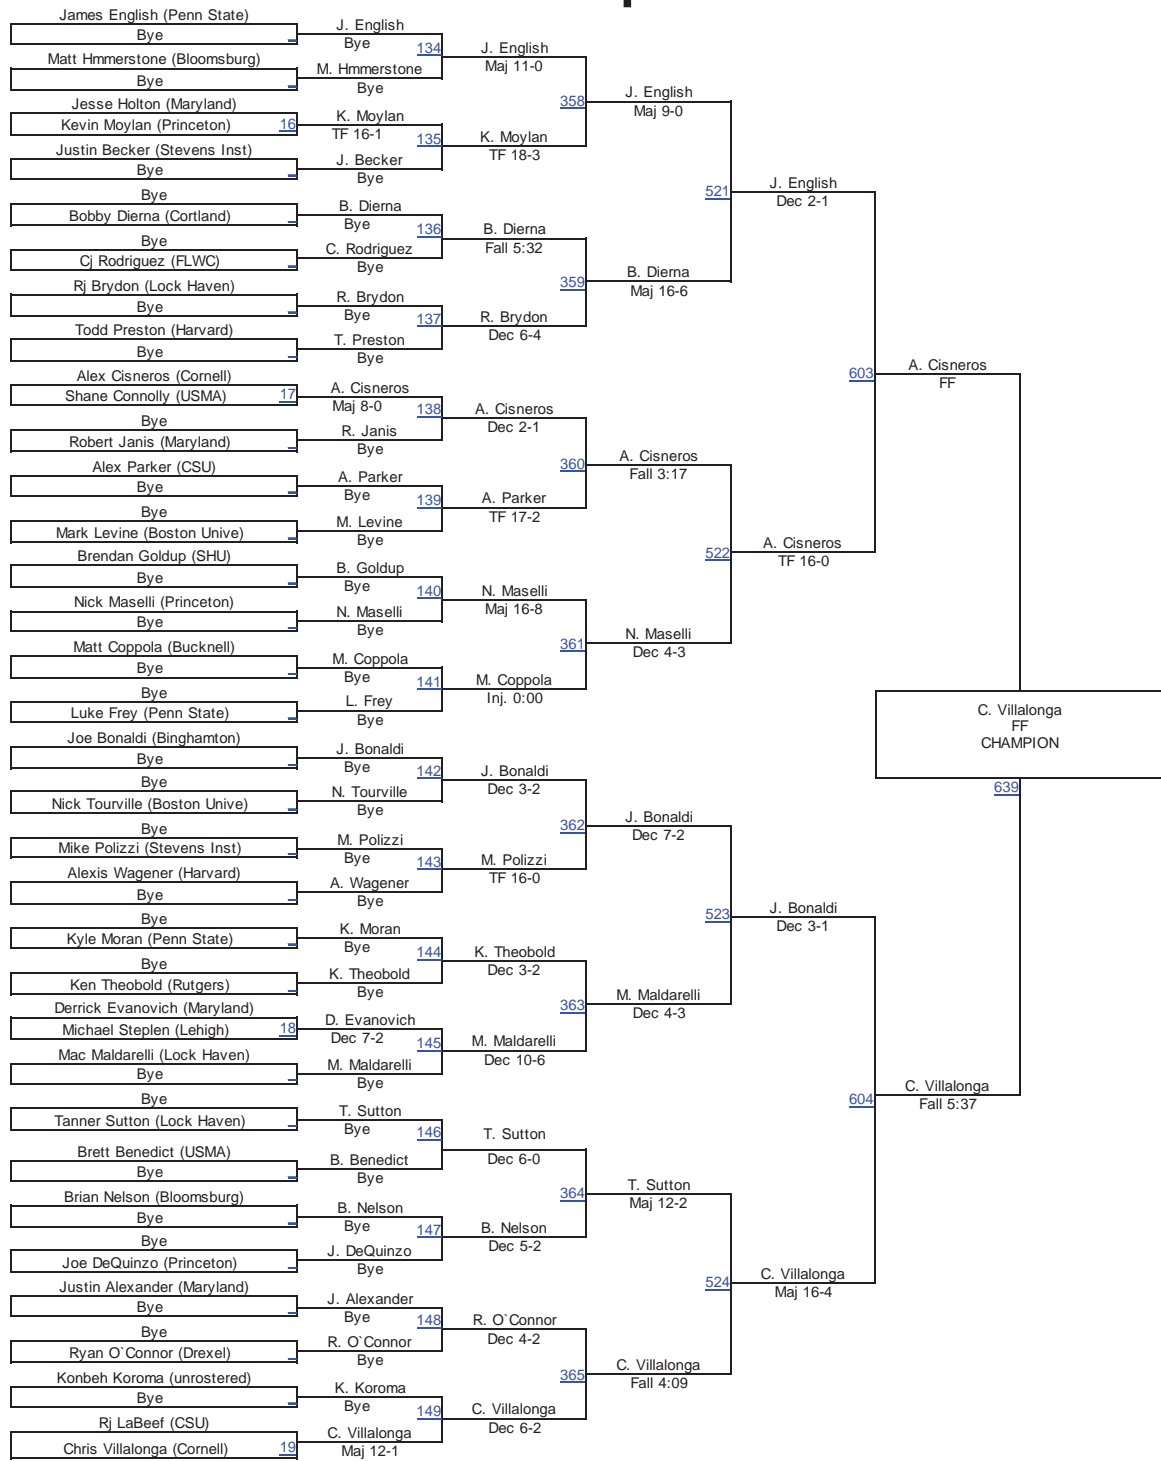 James English (Penn State)
Bye
Matt Hmmerstone (Bloomsburg)
Bye
Jesse Holton (Maryland)
Kevin Moylan (Princeton) 16
Justin Becker (Stevens Inst)
Bye
Bye
Bobby Dierna (Cortland)
Bye
Cj Rodriguez (FLWC)
Rj Brydon (Lock Haven)
Bye
Todd Preston (Harvard)
Bye
Alex Cisneros (Cornell)
Shane Connolly (USMA) 17
Bye
Robert Janis (Maryland)
Alex Parker (CSU)
Bye
Bye
Mark Levine (Boston Unive)
Brendan Goldup (SHU)
Bye
Nick Maselli (Princeton)
Bye
Matt Coppola (Bucknell)
Bye
Bye
Luke Frey (Penn State)
Joe Bonaldi (Binghamton)
Bye
Bye
Nick Tourville (Boston Unive)
Bye
Mike Polizzi (Stevens Inst)
Alexis Wagener (Harvard)
Bye
Bye
Kyle Moran (Penn State)
Bye
Ken Theobold (Rutgers)
Derrick Evanovich (Maryland)
Michael Steplen (Lehigh) 18
Mac Maldarelli (Lock Haven)
Bye
Bye
Tanner Sutton (Lock Haven)
Brett Benedict (USMA)
Bye
Brian Nelson (Bloomsburg)
Bye
Bye
Joe DeQuinzo (Princeton)
Justin Alexander (Maryland)
Bye
Bye
Ryan O`Connor (Drexel)
Konbeh Koroma (unrostered)
Bye
Rj LaBeef (CSU)
Chris Villalonga (Cornell) 19
J. English
Bye
134
M. Hmmerstone
Bye
K. Moylan
TF 16-1
135
J. Becker
Bye
B. Dierna
Bye
136
C. Rodriguez
Bye
R. Brydon
Bye
137
T. Preston
Bye
A. Cisneros
Maj 8-0
138
R. Janis
Bye
A. Parker
Bye
139
M. Levine
Bye
B. Goldup
Bye
140
N. Maselli
Bye
M. Coppola
Bye
141
L. Frey
Bye
J. Bonaldi
Bye
142
N. Tourville
Bye
M. Polizzi
Bye
143
A. Wagener
Bye
K. Moran
Bye
144
K. Theobold
Bye
D. Evanovich
Dec 7-2
145
M. Maldarelli
Bye
T. Sutton
Bye
146
B. Benedict
Bye
B. Nelson
Bye
147
J. DeQuinzo
Bye
J. Alexander
Bye
148
R. O`Connor
Bye
K. Koroma
Bye
149
C. Villalonga
Maj 12-1
J. English
Maj 11-0
358
K. Moylan
TF 18-3
B. Dierna
Fall 5:32
359
R. Brydon
Dec 6-4
A. Cisneros
Dec 2-1
360
A. Parker
TF 17-2
N. Maselli
Maj 16-8
361
M. Coppola
Inj. 0:00
J. Bonaldi
Dec 3-2
362
M. Polizzi
TF 16-0
K. Theobold
Dec 3-2
363
M. Maldarelli
Dec 10-6
T. Sutton
Dec 6-0
364
B. Nelson
Dec 5-2
R. O`Connor
Dec 4-2
365
C. Villalonga
Dec 6-2
J. English
Maj 9-0
521
B. Dierna
Maj 16-6
A. Cisneros
Fall 3:17
522
N. Maselli
Dec 4-3
J. Bonaldi
Dec 7-2
523
M. Maldarelli
Dec 4-3
T. Sutton
Maj 12-2
524
C. Villalonga
Fall 4:09
J. English
Dec 2-1
603
A. Cisneros
TF 16-0
J. Bonaldi
Dec 3-1
604
C. Villalonga
Maj 16-4
A. Cisneros
FF
C. Villalonga
FF
CHAMPION
639
C. Villalonga
Fall 5:37